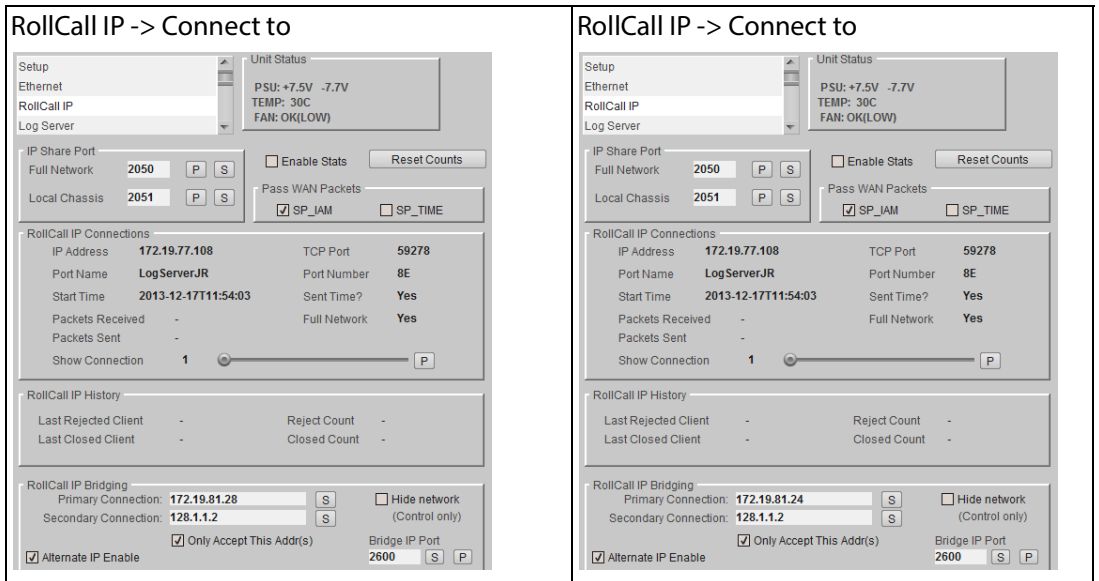 RollCall IP -> Connect to
Setup
Ethernet
RollCall IP
Log Server
Unit Status
PSU: +7.5V -7.7V
TEMP: 30C
FAN: OK(LOW)
IP Share Port
Full Network 2050 P S
Local Chassis 2051 P S
Enable Stats Reset Counts
Pass WAN Packets
SP_IAM SP_TIME
RollCall IP Connections
IP Address 172.19.77.108 TCP Port 59278
Port Name LogServerJR Port Number 8E
Start Time 2013-12-17T11:54:03 Sent Time? Yes
Packets Received - Full Network Yes
Packets Sent -
Show Connection 1 P
RollCall IP History
Last Rejected Client - Reject Count -
Last Closed Client - Closed Count -
RollCall IP Bridging
Primary Connection: 172.19.81.28 S Hide network
Secondary Connection: 128.1.1.2 S (Control only)
Only Accept This Addr(s) Bridge IP Port
Alternate IP Enable 2600 S P
RollCall IP -> Connect to
Setup
Ethernet
RollCall IP
Log Server
Unit Status
PSU: +7.5V -7.7V
TEMP: 30C
FAN: OK(LOW)
IP Share Port
Full Network 2050 P S
Local Chassis 2051 P S
Enable Stats Reset Counts
Pass WAN Packets
SP_IAM SP_TIME
RollCall IP Connections
IP Address 172.19.77.108 TCP Port 59278
Port Name LogServerJR Port Number 8E
Start Time 2013-12-17T11:54:03 Sent Time? Yes
Packets Received - Full Network Yes
Packets Sent -
Show Connection 1 P
RollCall IP History
Last Rejected Client - Reject Count -
Last Closed Client - Closed Count -
RollCall IP Bridging
Primary Connection: 172.19.81.24 S Hide network
Secondary Connection: 128.1.1.2 S (Control only)
Only Accept This Addr(s) Bridge IP Port
Alternate IP Enable 2600 S P